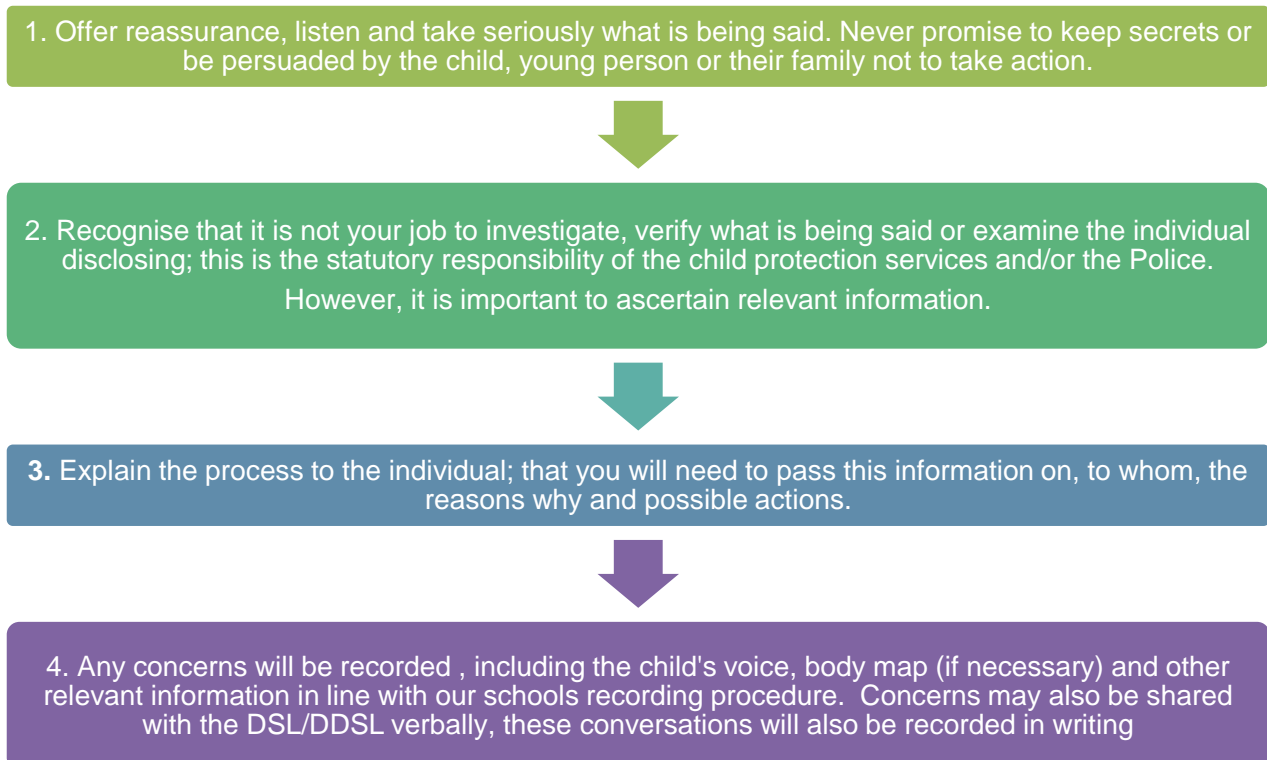 1. Offer reassurance, listen and take seriously what is being said. Never promise to keep secrets or
be persuaded by the child, young person or their family not to take action.
2. Recognise that it is not your job to investigate, verify what is being said or examine the individual
disclosing; this is the statutory responsibility of the child protection services and/or the Police.
However, it is important to ascertain relevant information.
3. Explain the process to the individual; that you will need to pass this information on, to whom, the
reasons why and possible actions.
4. Any concerns will be recorded , including the child's voice, body map (if necessary) and other
relevant information in line with our schools recording procedure.  Concerns may also be shared
with the DSL/DDSL verbally, these conversations will also be recorded in writing